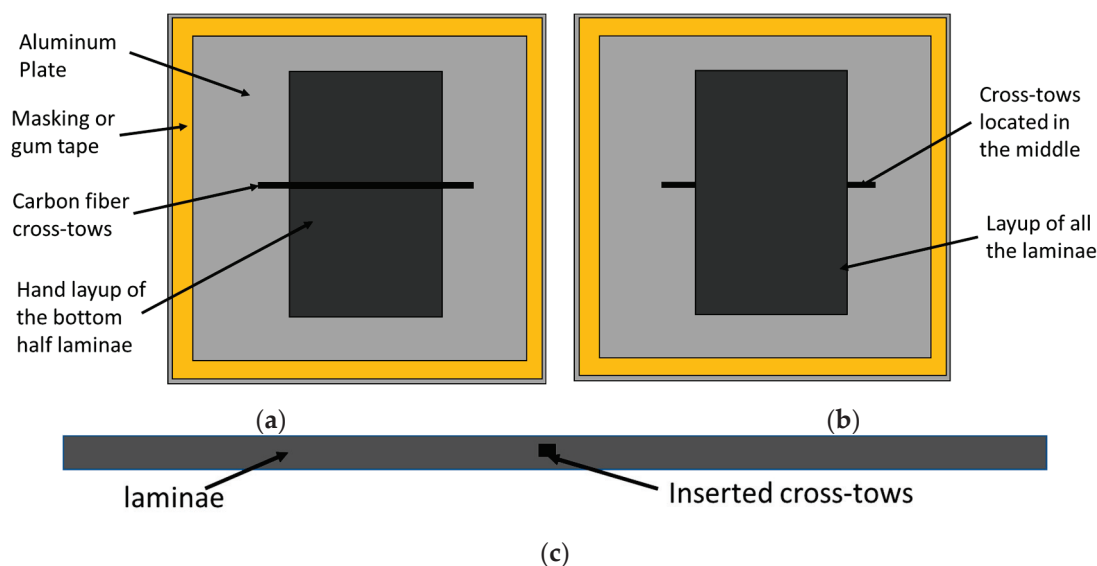 Aluminum
Plate
Masking or
gum tape
Carbon fiber
cross-tows
Hand layup of
the bottom
half laminae
Cross-tows
located in
the middle
Layup of all
the laminae
(a)
(b)
laminae
Inserted cross-tows
(c)